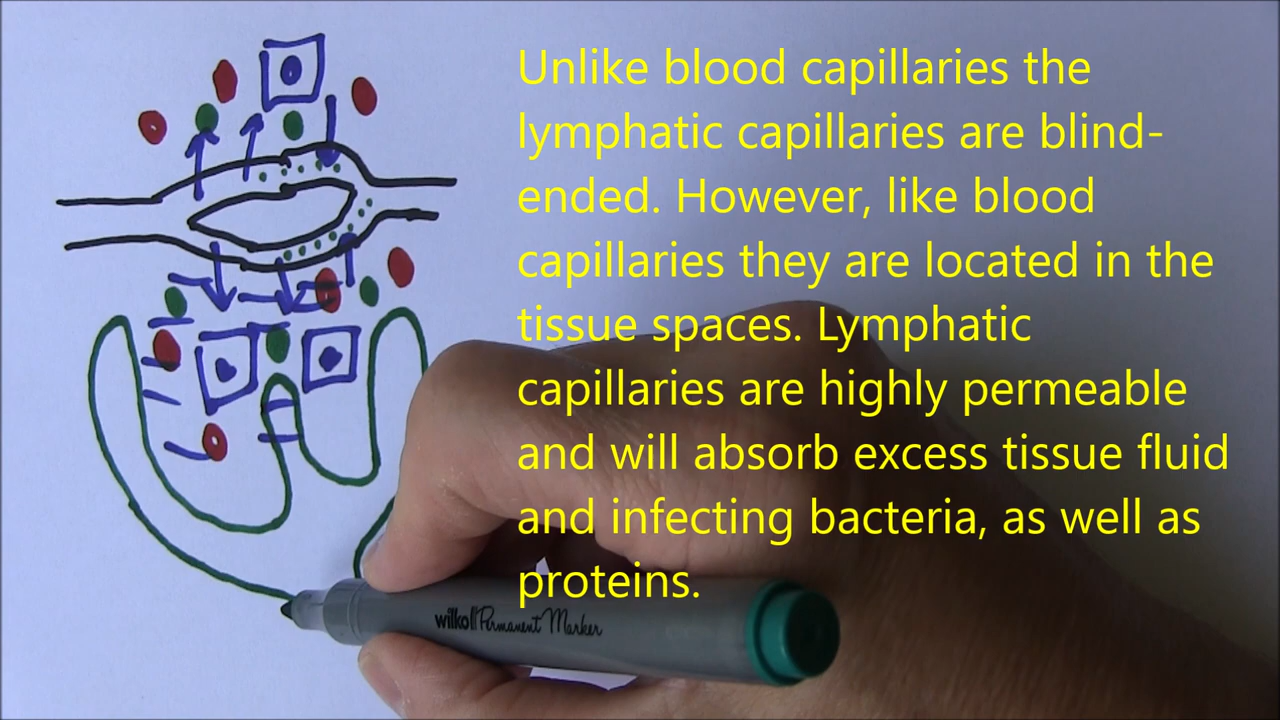 Unlike blood capillaries the
lymphatic capillaries are blind-
ended. However, like blood
capillaries they are located in the
tissue spaces. Lymphatic
capillaries are highly permeable
and will absorb excess tissue fluid
and infecting bacteria, as well as
proteins.
wilko Permanent Marker